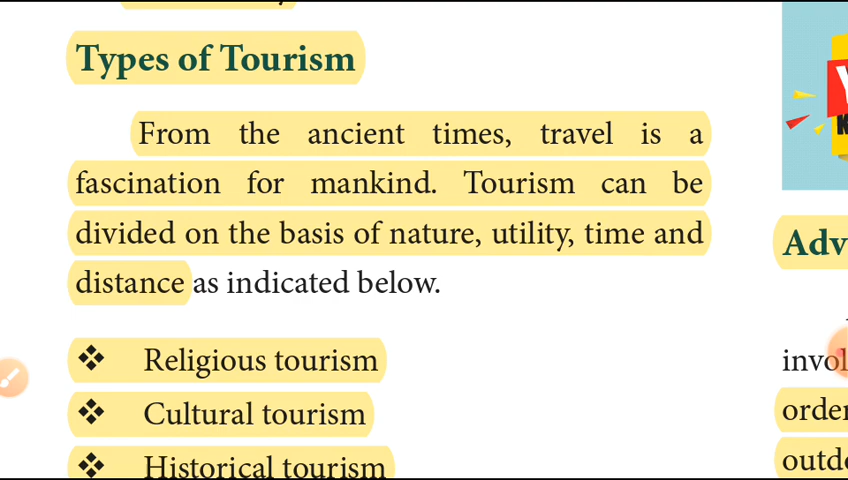 Types of Tourism
From the ancient times, travel is a
fascination for mankind. Tourism can be
divided on the basis of nature, utility, time and
distance as indicated below.
❖ Religious tourism
❖ Cultural tourism
❖ Historical tourism
Adv
invol
order
outdo